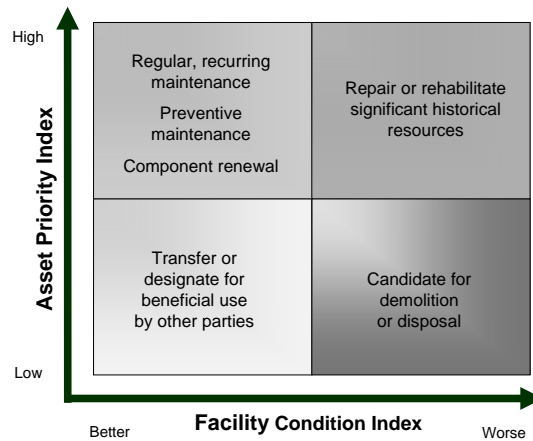 High
Asset Priority Index
Low
Regular, recurring
maintenance
Preventive
maintenance
Component renewal
Repair or rehabilitate
significant historical
resources
Transfer or
designate for
beneficial use
by other parties
Candidate for
demolition
or disposal
Better
Facility Condition Index
Worse